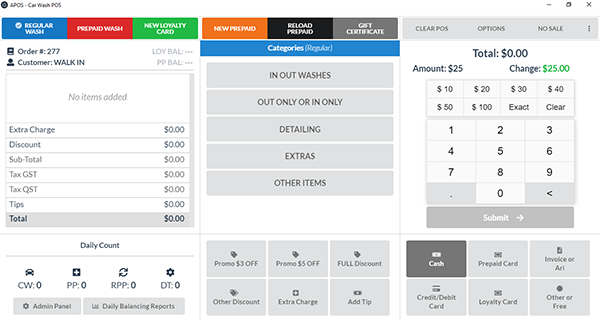 APOS - Car Wash POS
REGULAR WASH
PREPAID WASH
NEW LOYALTY CARD
Order #: 277 LOY BAL: ---
Customer: WALK IN PP BAL: ---
No items added
Extra Charge $0.00
Discount $0.00
Sub-Total $0.00
Tax GST $0.00
Tax QST $0.00
Tips $0.00
Total $0.00
Daily Count
CW: 0 PP: 0 RPP: 0 DT: 0
Admin Panel Daily Balancing Reports
NEW PREPAID
RELOAD PREPAID
GIFT CERTIFICATE
Categories (Regular)
IN OUT WASHES
OUT ONLY OR IN ONLY
DETAILING
EXTRAS
OTHER ITEMS
Promo $3 OFF Promo $5 OFF FULL Discount
Other Discount Extra Charge Add Tip
CLEAR POS OPTIONS NO SALE
Total: $0.00
Amount: $25 Change: $25.00
$ 10 $ 20 $ 30 $ 40
$ 50 $ 100 Exact Clear
1 2 3
4 5 6
7 8 9
. 0 <
Submit
Cash
Prepaid Card
Invoice or Ari
Credit/Debit Card
Loyalty Card
Other or Free